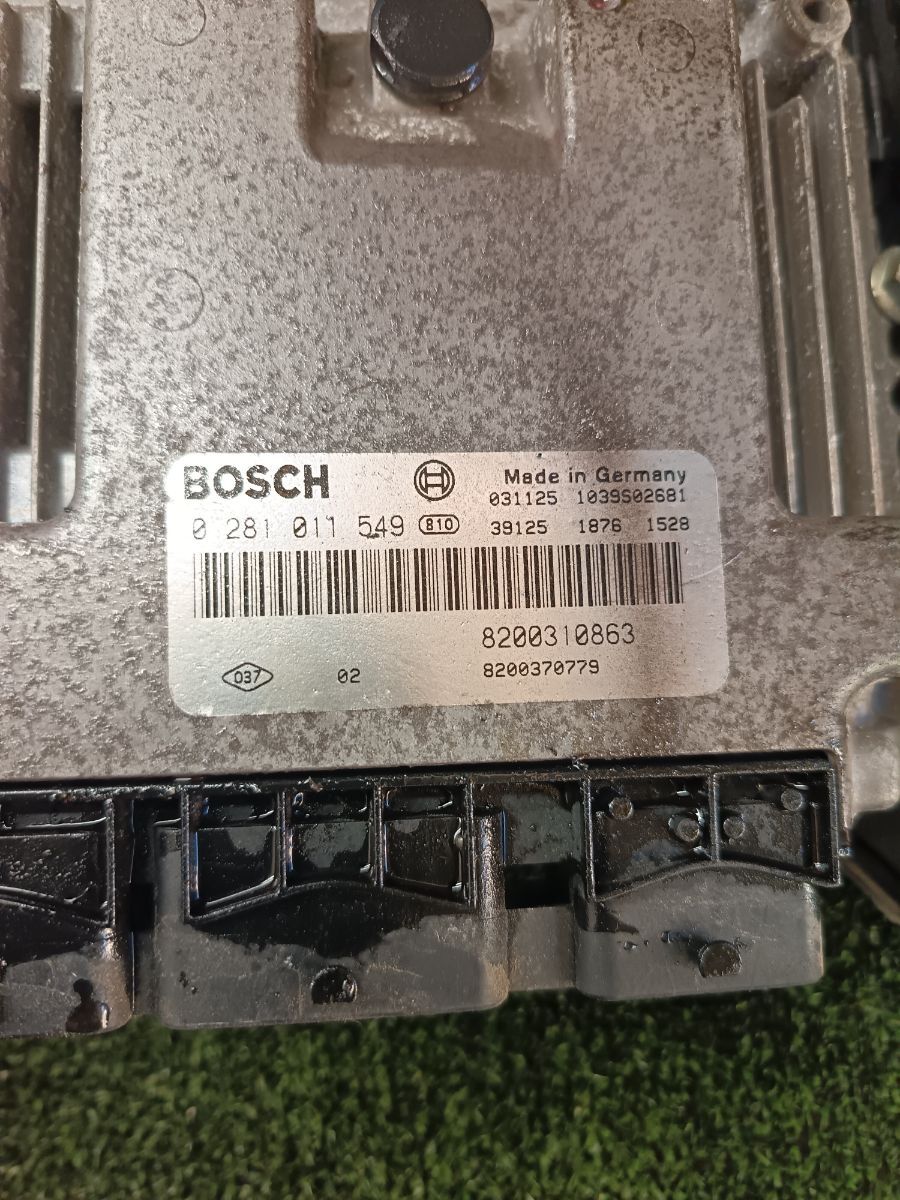 BOSCH Made in Germany
031125 1039S02681
0 281 011 549 810 39125 1876 1528
8200310863
037 02 8200370779